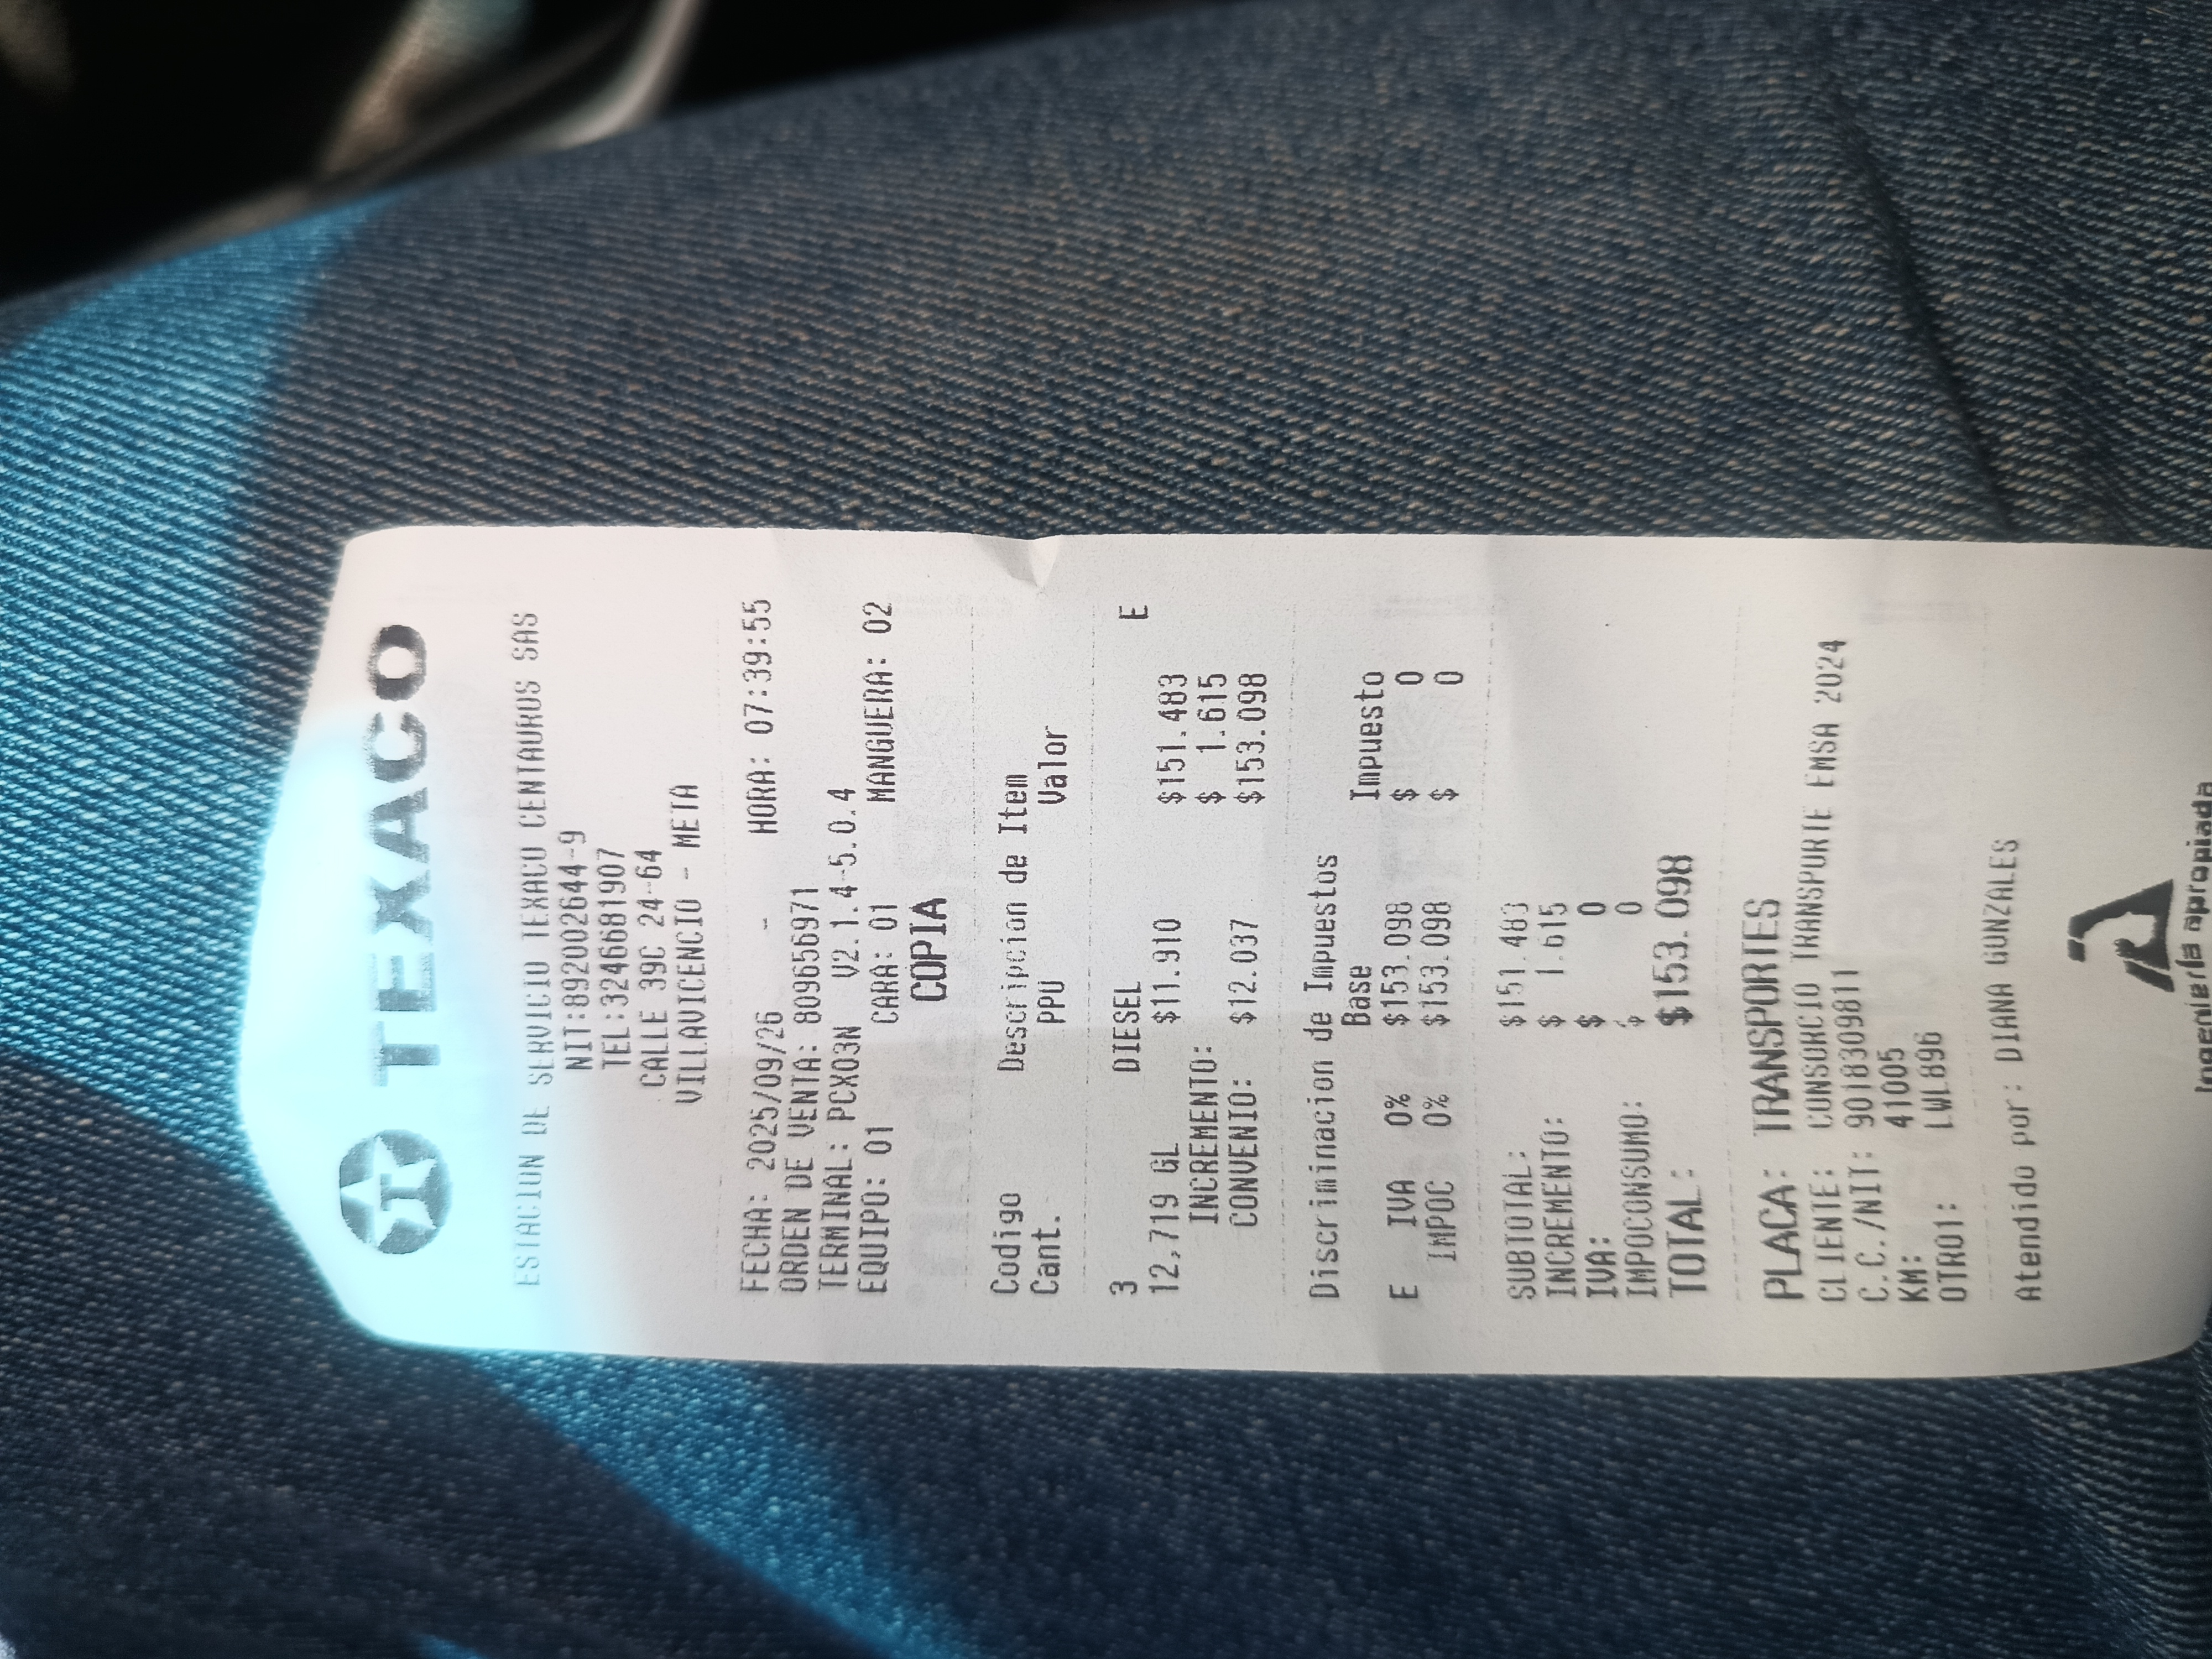 TEXACO
ESTACION DE SERVICIO TEXACO CENTAUROS SAS
NIT:892002644-9
TEL:3246681907
CALLE 39C 24-64
VILLAVICENCIO - META
FECHA: 2025/09/26 - HORA: 07:39:55
ORDEN DE VENTA: 809656971
TERMINAL: PCX03N V2.1.4-5.0.4
EQUIPO: 01 CARA: 01 MANGUERA: 02
COPIA
Codigo Descripcion de Item
Cant. PPU Valor
3 DIESEL E
12,719 GL $11.910 $151.483
INCREMENTO: $ 1.615
CONVENIO: $12.037 $153.098
Discriminacion de Impuestos
Base Impuesto
E IVA 0% $153.098 $ 0
IMPOC 0% $153.098 $ 0
SUBTOTAL: $151.483
INCREMENTO: $ 1.615
IVA: $ 0
IMPOCONSUMO: $ 0
TOTAL: $153.098
PLACA: TRANSPORTES
CLIENTE: CONSORCIO TRANSPORTE EMSA 2024
C.C./NIT: 9018309811
KM: 41005
OTRO1: LWL896
Atendido por: DIANA GONZALES
Ingeniería apropiada